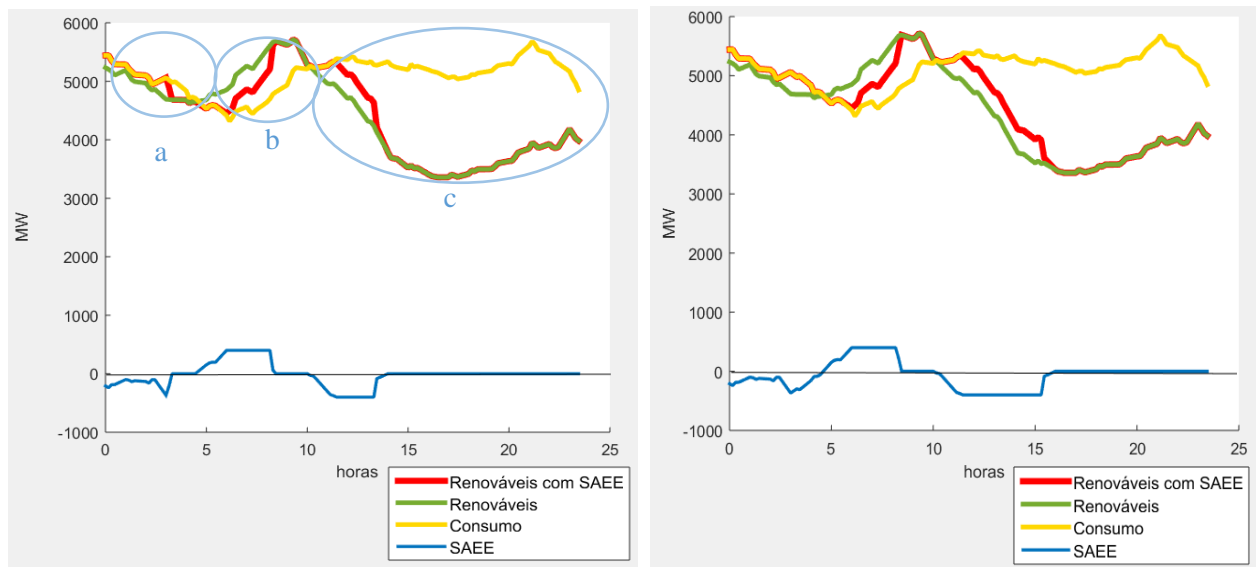 6000
5000
4000
3000
2000
1000
0
-1000
MW
0 5 10 15 20 25
horas
a
b
c
Renováveis com SAEE
Renováveis
Consumo
SAEE
6000
5000
4000
3000
2000
1000
0
-1000
MW
0 5 10 15 20 25
horas
Renováveis com SAEE
Renováveis
Consumo
SAEE